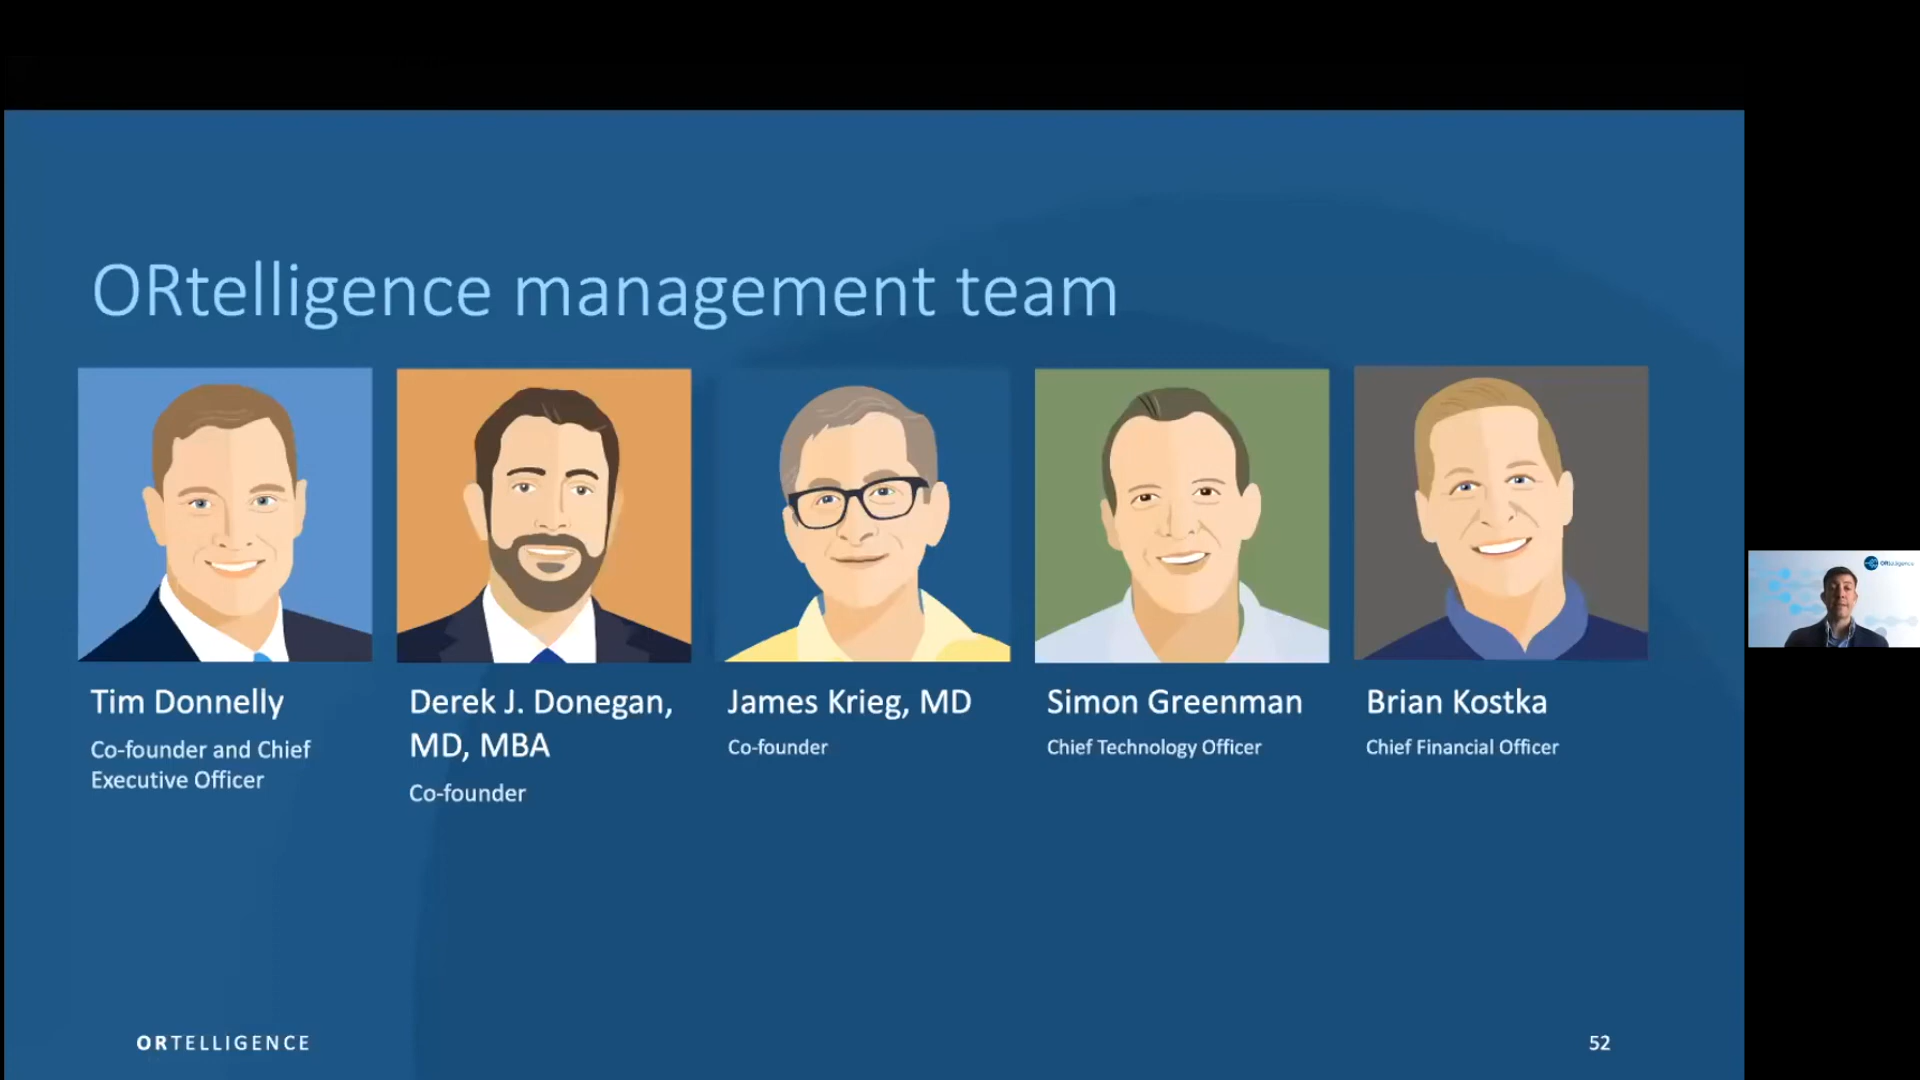 ORtelligence management team
Tim Donnelly
Co-founder and Chief
Executive Officer
Derek J. Donegan,
MD, MBA
Co-founder
James Krieg, MD
Co-founder
Simon Greenman
Chief Technology Officer
Brian Kostka
Chief Financial Officer
ORtelligence
ORTELLIGENCE
52